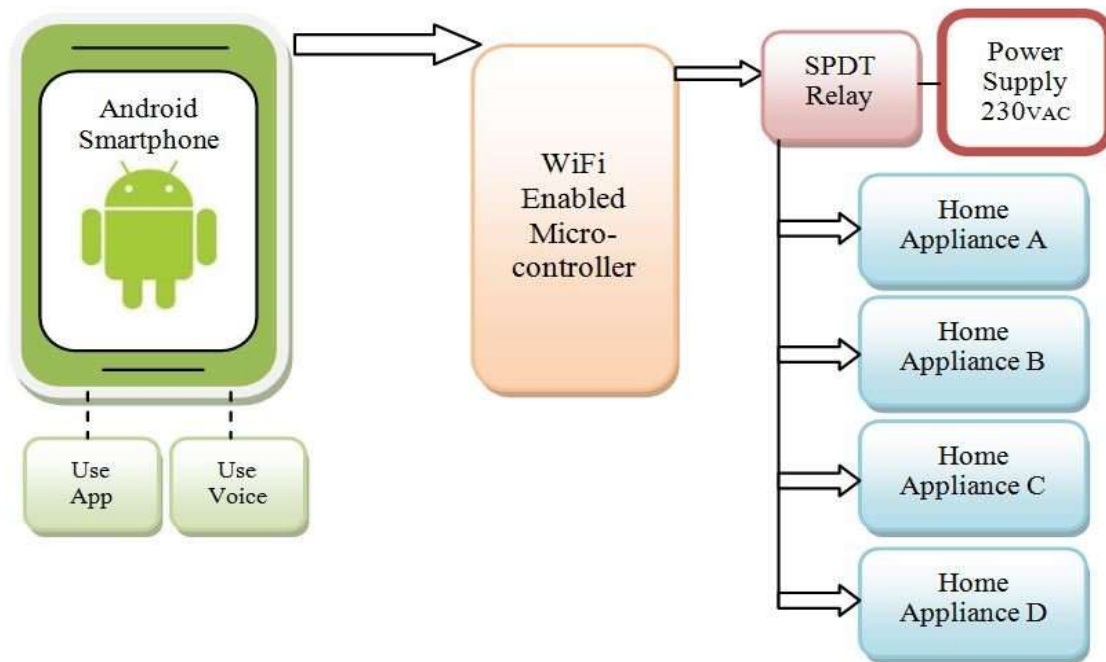 Android
Smartphone
Use
App
Use
Voice
WiFi
Enabled
Micro-
controller
SPDT
Relay
Power
Supply
230VAC
Home
Appliance A
Home
Appliance B
Home
Appliance C
Home
Appliance D